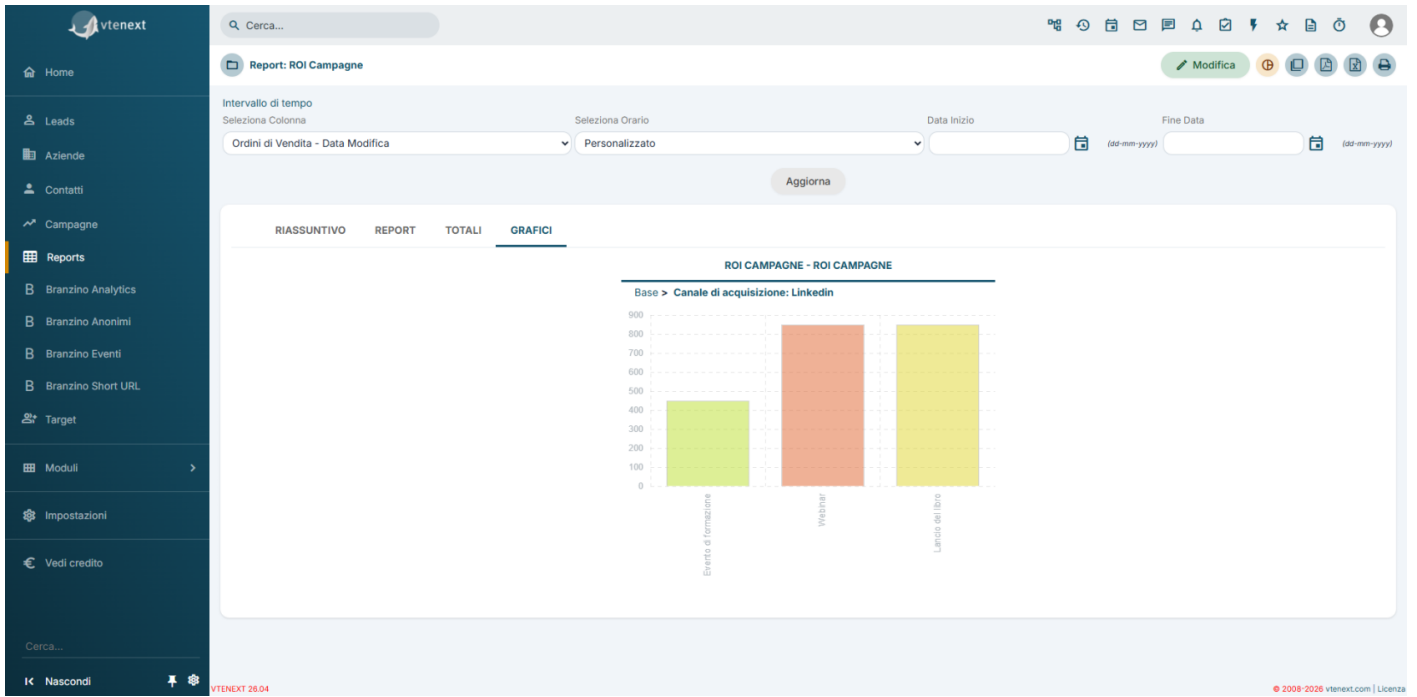 vtenext
Cerca...
Home
Report: ROI Campagne
Modifica
Leads
Aziende
Contatti
Campagne
Reports
Branzino Analytics
Branzino Anonimi
Branzino Eventi
Branzino Short URL
Target
Moduli
Impostazioni
Vedi credito
Cerca...
Nascondi
Intervallo di tempo
Seleziona Colonna Seleziona Orario Data Inizio Fine Data
Ordini di Vendita - Data Modifica Personalizzato (dd-mm-yyyy) (dd-mm-yyyy)
Aggiorna
RIASSUNTIVO REPORT TOTALI GRAFICI
ROI CAMPAGNE - ROI CAMPAGNE
Base > Canale di acquisizione: Linkedin
900
800
700
600
500
400
300
200
100
0
Evento di formazione
Webinar
Lancio del libro
VTENEXT 26.04
© 2008-2026 vtenext.com | Licenza